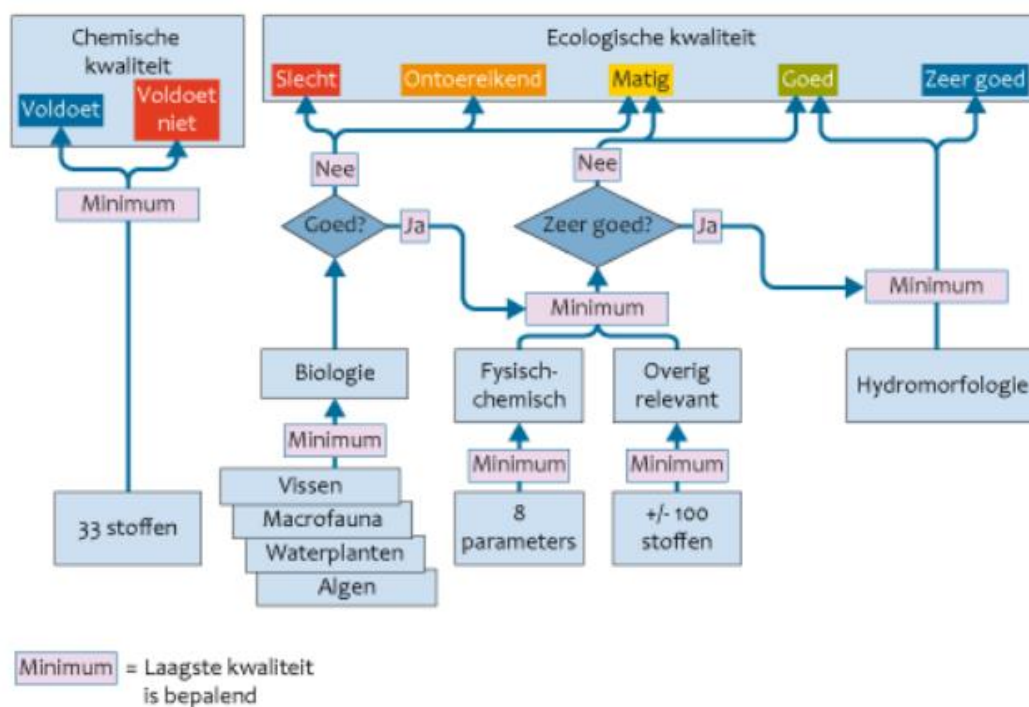 Chemische
kwaliteit
Voldoet
Voldoet
niet
Minimum
33 stoffen
Ecologische kwaliteit
Slecht
Ontoereikend
Matig
Goed
Zeer goed
Nee
Nee
Goed?
Ja
Zeer goed?
Ja
Minimum
Minimum
Biologie
Fysisch-
chemisch
Overig
relevant
Hydromorfologie
Minimum
Minimum
Minimum
Vissen
Macrofauna
Waterplanten
Algen
8
parameters
+/- 100
stoffen
Minimum = Laagste kwaliteit
is bepalend